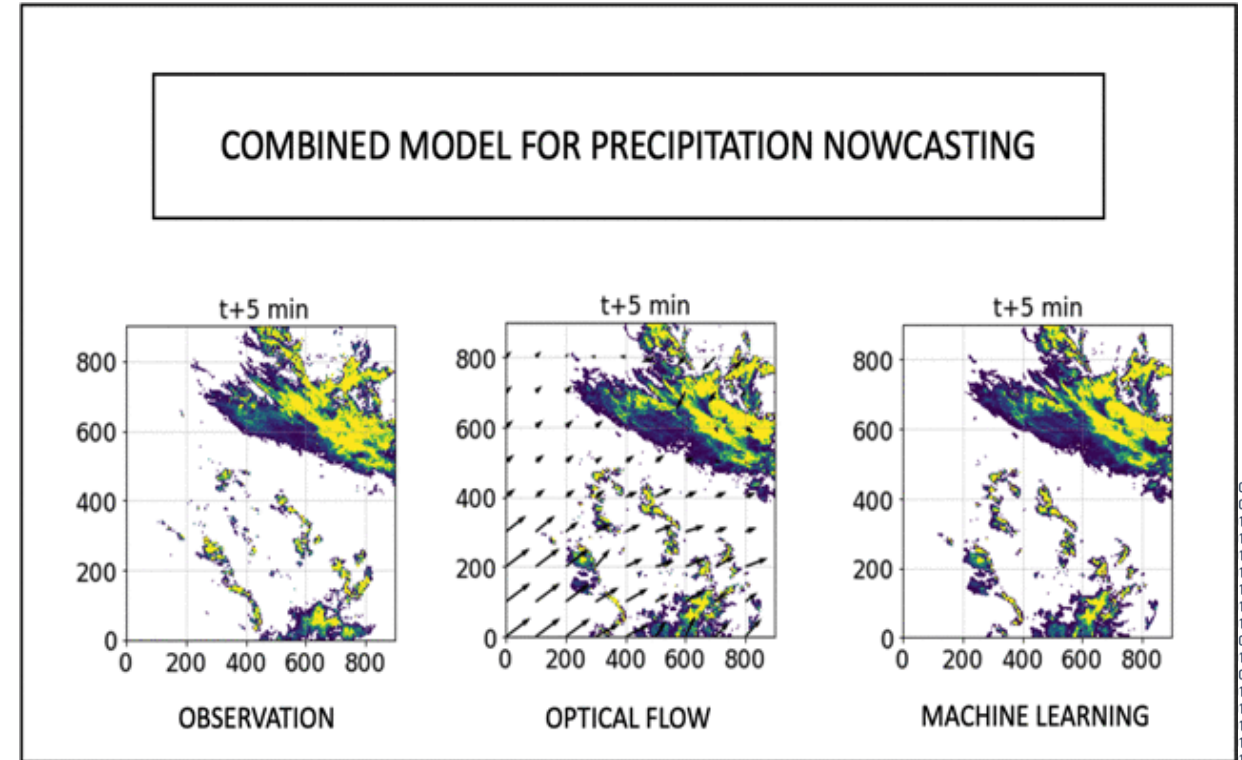 COMBINED MODEL FOR PRECIPITATION NOWCASTING
t+5 min
800
600
400
200
0
0 200 400 600 800
OBSERVATION
t+5 min
800
600
400
200
0
0 200 400 600 800
OPTICAL FLOW
t+5 min
800
600
400
200
0
0 200 400 600 800
MACHINE LEARNING